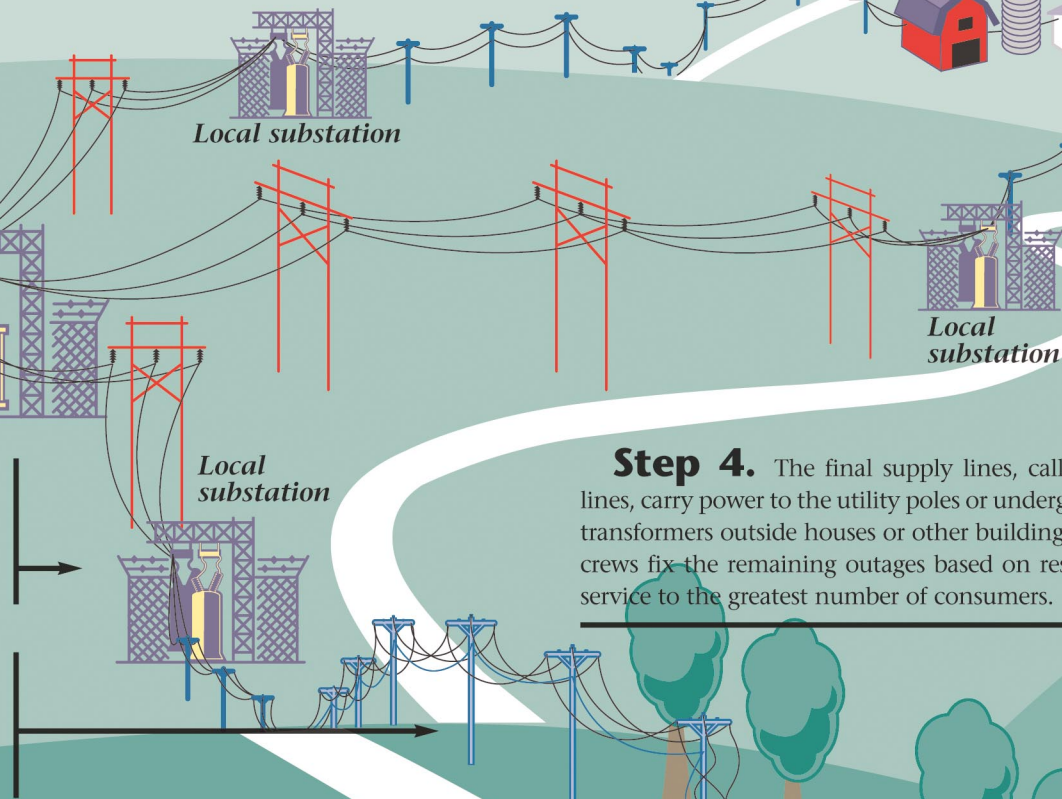 Local substation
Local
substation
Local
substation
Step 4. The final supply lines, call
lines, carry power to the utility poles or underg
transformers outside houses or other building
crews fix the remaining outages based on res
service to the greatest number of consumers.